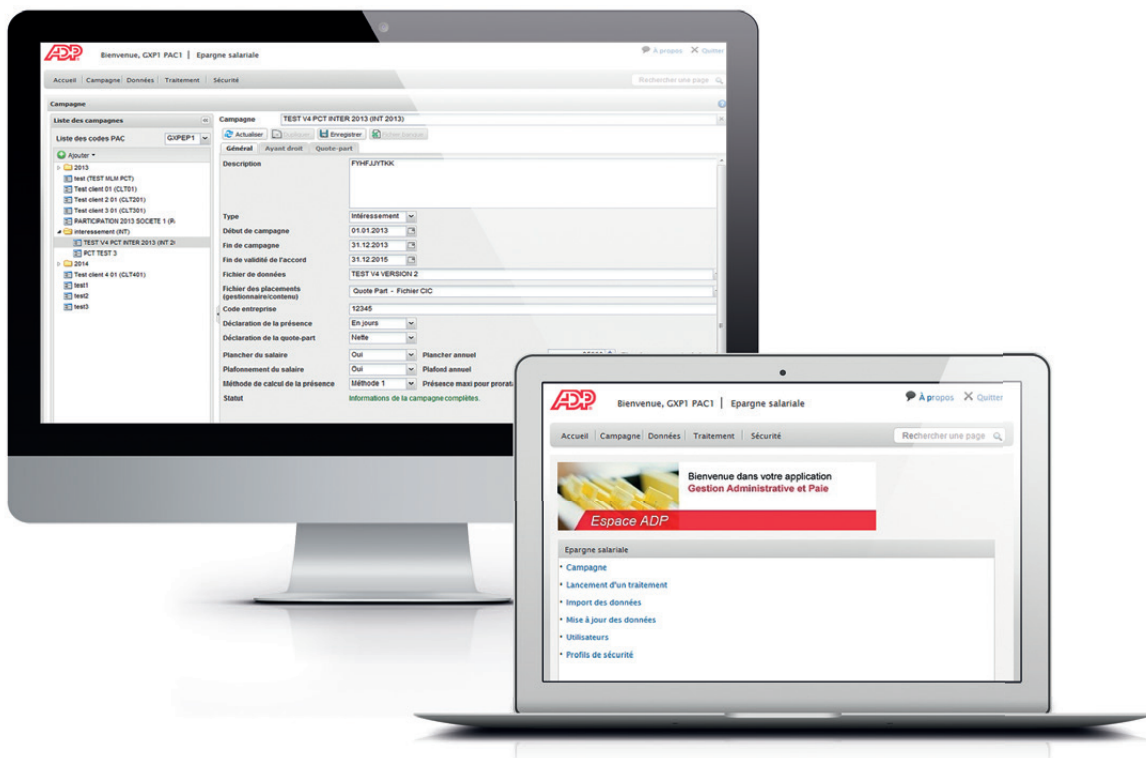 ADP
Bienvenue, GXP1 PAC1 | Epargne salariale
À propos
Quitter
Accueil
Campagne
Données
Traitement
Sécurité
Rechercher une page
Campagne
Liste des campagnes
Liste des codes PAC
GXPEP1
Ajouter
2013
test (TEST MLM PCT)
Test client 01 (CLT01)
Test client 2 01 (CLT201)
Test client 3 01 (CLT301)
PARTICIPATION 2013 SOCIETE 1 (P
interessement (INT)
TEST V4 PCT INTER 2013 (INT 2
PCT TEST 3
2014
Test client 4 01 (CLT401)
test1
test2
test3
Campagne
TEST V4 PCT INTER 2013 (INT 2013)
Actualiser
Enregistrer
Général
Ayant droit
Quote-part
Description
FYHFJJYTKK
Type
Intéressement
Début de campagne
01.01.2013
Fin de campagne
31.12.2013
Fin de validité de l'accord
31.12.2015
Fichier de données
TEST V4 VERSION 2
Fichier des placements
(gestionnaire/contenu)
Quote Part - Fichier CIC
Code entreprise
12345
Déclaration de la présence
En jours
Déclaration de la quote-part
Nette
Plancher du salaire
Oui
Plancher annuel
Plafonnement du salaire
Oui
Plafond annuel
Méthode de calcul de la présence
Méthode 1
Présence maxi pour prorat
Statut
Informations de la campagne complètes.
ADP
Bienvenue, GXP1 PAC1 | Epargne salariale
À propos
Quitter
Accueil
Campagne
Données
Traitement
Sécurité
Rechercher une page
Bienvenue dans votre application
Gestion Administrative et Paie
Espace ADP
Epargne salariale
Campagne
Lancement d'un traitement
Import des données
Mise à jour des données
Utilisateurs
Profils de sécurité